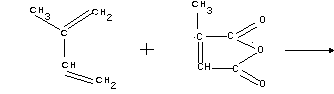 CH3 CH2
C
CH CH2
+
CH3
C C O
O
CH C O